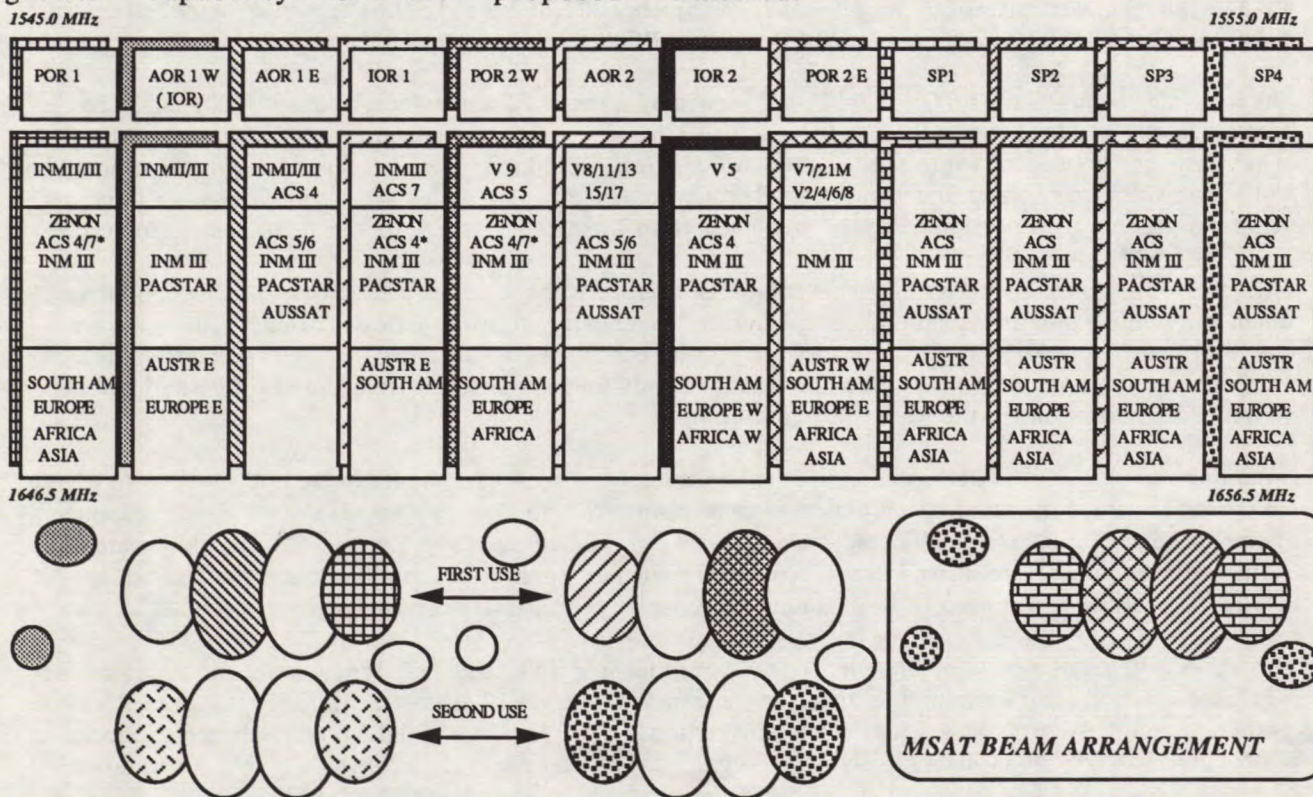 1545.0 MHz 1555.0 MHz
POR 1 AOR 1 W AOR 1 E IOR 1 POR 2 W AOR 2 IOR 2 POR 2 E SP1 SP2 SP3 SP4
( IOR)
INMII/III INMII/III INMII/III INMIII V 9 V8/11/13 V 5 V7/21M
ACS 4 ACS 7 ACS 5 15/17 V2/4/6/8
ZENON ZENON ZENON ZENON ZENON ZENON ZENON ZENON
ACS 4/7* ACS 5/6 ACS 4* ACS 4/7* ACS 5/6 ACS 4 ACS ACS ACS ACS
INM III INM III INM III INM III INM III INM III INM III INM III INM III INM III INM III INM III
PACSTAR PACSTAR PACSTAR PACSTAR PACSTAR PACSTAR PACSTAR PACSTAR PACSTAR
AUSSAT AUSSAT AUSSAT AUSSAT AUSSAT AUSSAT
AUSTR E AUSTR E AUSTR W AUSTR AUSTR AUSTR AUSTR
SOUTH AM SOUTH AM SOUTH AM SOUTH AM SOUTH AM SOUTH AM SOUTH AM SOUTH AM SOUTH AM
EUROPE EUROPE E EUROPE EUROPE W EUROPE E EUROPE EUROPE EUROPE EUROPE
AFRICA AFRICA AFRICA W AFRICA AFRICA AFRICA AFRICA AFRICA
ASIA ASIA ASIA ASIA ASIA ASIA
1646.5 MHz 1656.5 MHz
FIRST USE
SECOND USE
MSAT BEAM ARRANGEMENT